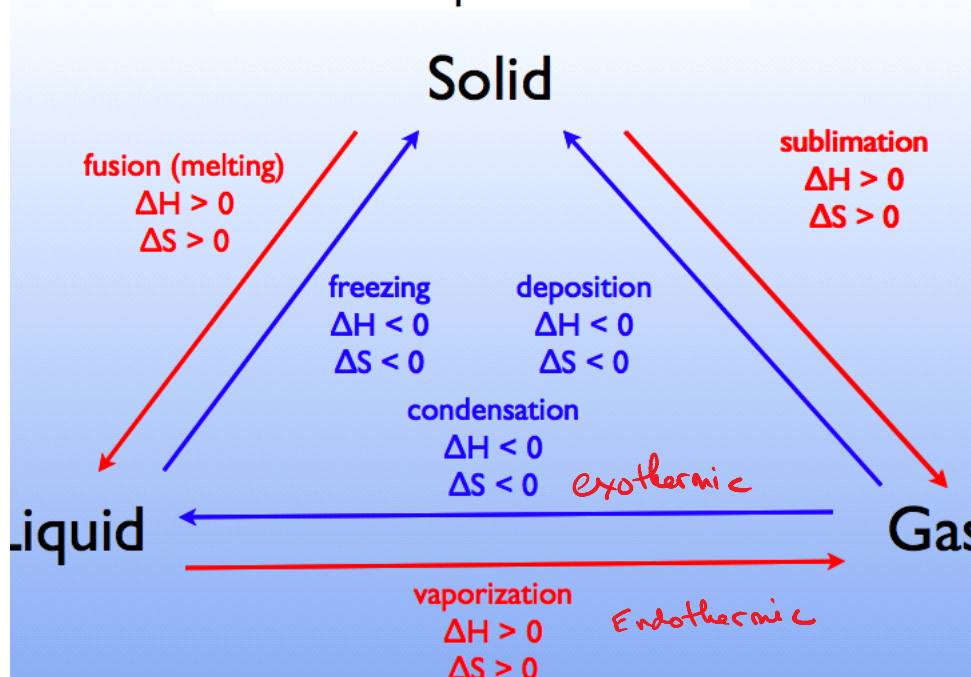 Solid
fusion (melting)
ΔH > 0
ΔS > 0
sublimation
ΔH > 0
ΔS > 0
freezing
ΔH < 0
ΔS < 0
deposition
ΔH < 0
ΔS < 0
condensation
ΔH < 0
ΔS < 0
exothermic
Liquid
Gas
vaporization
ΔH > 0
ΔS > 0
Endothermic